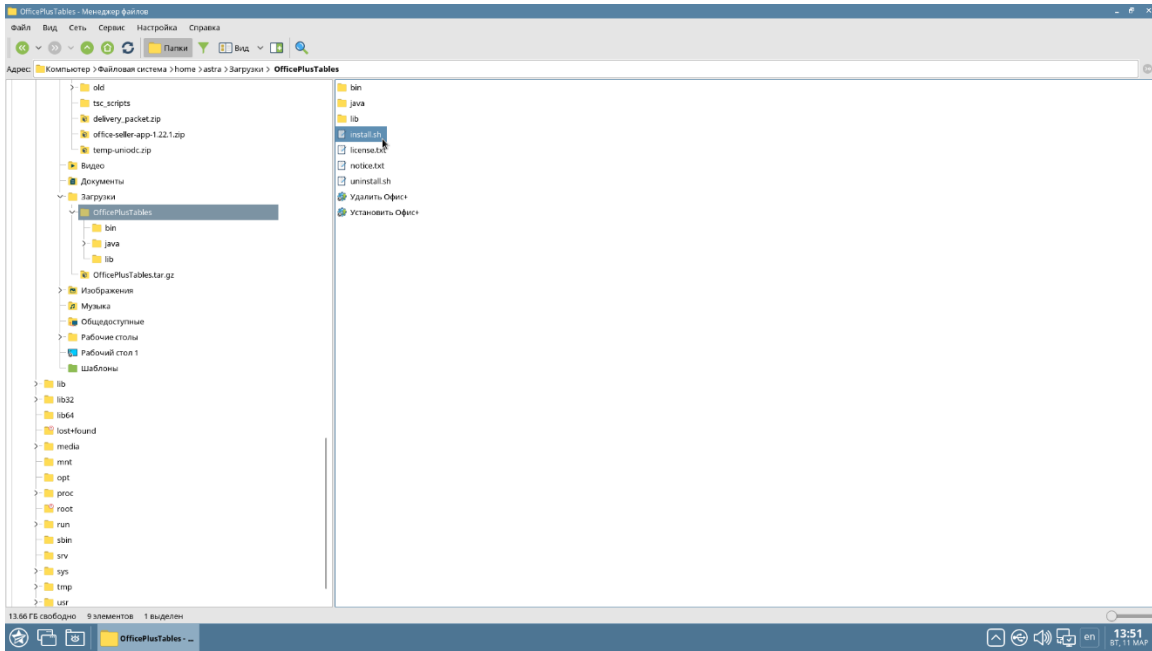 OfficePlusTables - Менеджер файлов
Файл Вид Сеть Сервис Настройка Справка
Папки Вид
Адрес: Компьютер > Файловая система > home > astra > Загрузки > OfficePlusTables
old
tsc_scripts
delivery_packet.zip
office-seller-app-1.22.1.zip
temp-uniodc.zip
Видео
Документы
Загрузки
OfficePlusTables
bin
java
lib
OfficePlusTables.tar.gz
Изображения
Музыка
Общедоступные
Рабочие столы
Рабочий стол 1
Шаблоны
lib
lib32
lib64
lost+found
media
mnt
opt
proc
root
run
sbin
srv
sys
tmp
usr
bin
java
lib
install.sh
license.txt
notice.txt
uninstall.sh
Удалить Офис+
Установить Офис+
13.66 ГБ свободно 9 элементов 1 выделен
OfficePlusTables - ...
en
13:51
ВТ, 11 МАР